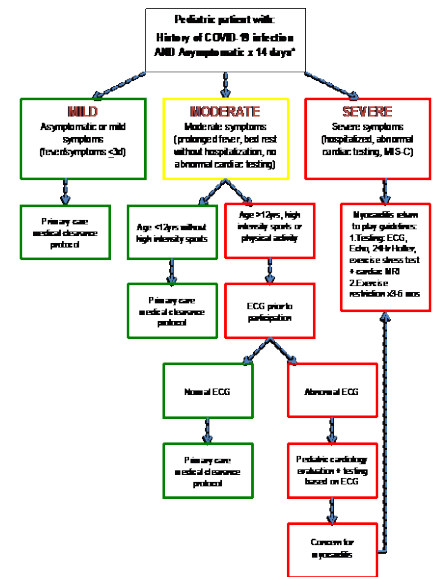 Pediatric patient with:
History of COVID-19 infection
AND Asymptomatic x 14 days*
MILD
Asymptomatic or mild
symptoms
(fever/symptoms <3d)
MODERATE
Moderate symptoms
(prolonged fever, bed rest
without hospitalization, no
abnormal cardiac testing)
SEVERE
Severe symptoms
(hospitalized, abnormal
cardiac testing, MIS-C)
Primary care
medical clearance
protocol
Age <12yrs without
high intensity sports
Age >12yrs, high
intensity sports or
physical activity
Myocarditis return
to play guidelines:
1.Testing: ECG,
Echo, 24Hr Holter,
exercise stress test
+ cardiac MRI
2.Exercise
restriction x3-6 mos
Primary care
medical clearance
protocol
ECG prior to
participation
Normal ECG
Abnormal ECG
Primary care
medical clearance
protocol
Pediatric cardiology
evaluation + testing
based on ECG
Concern for
myocarditis